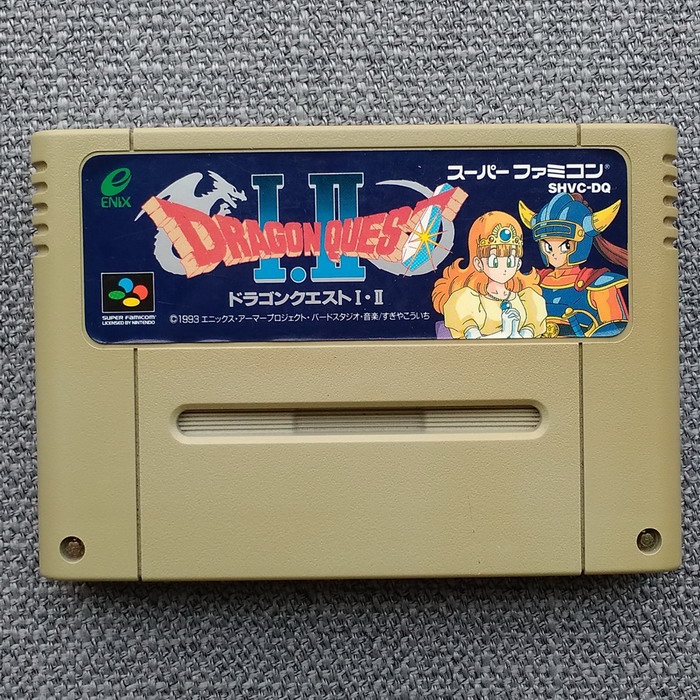 ENIX
I・II
DRAGON QUEST
スーパー ファミコン®
SHVC-DQ
ドラゴンクエストI・II
SUPER FAMICOM
LICENSED BY NINTENDO
©1993 エニックス・アーマープロジェクト・バードスタジオ・音楽/すぎやまこういち